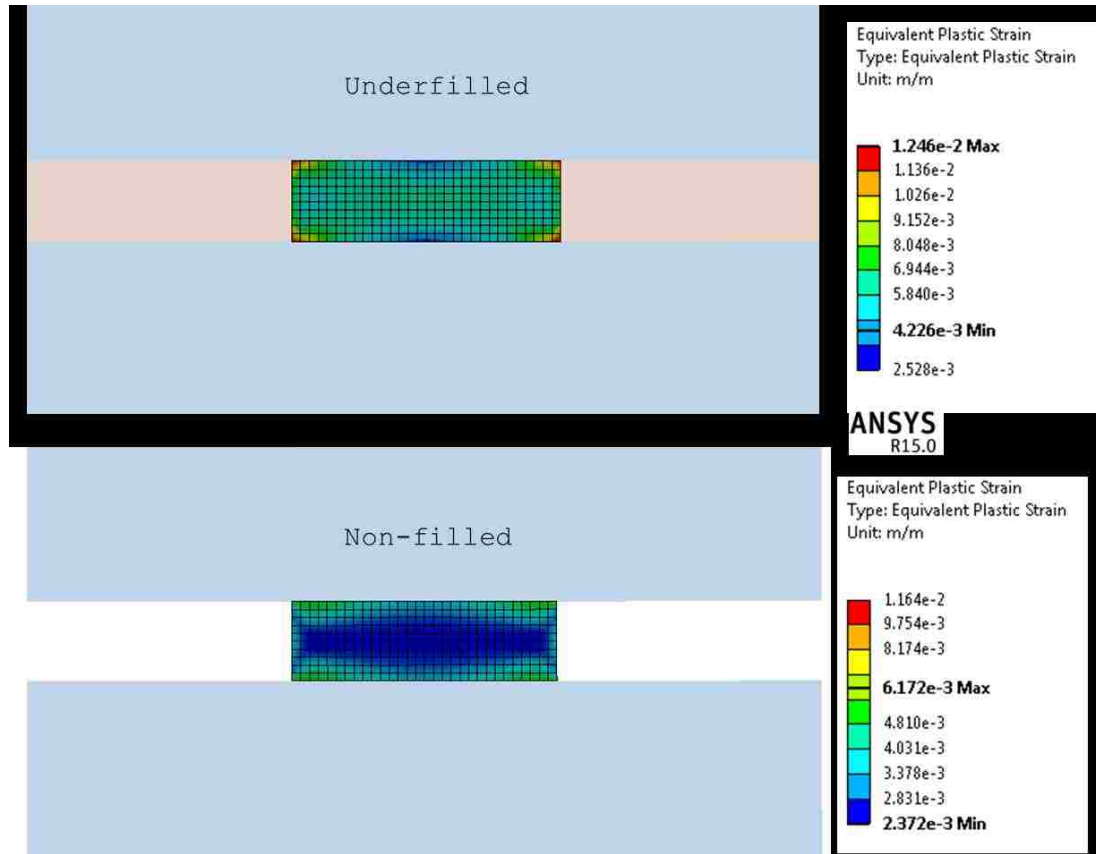 Underfilled
Equivalent Plastic Strain
Type: Equivalent Plastic Strain
Unit: m/m
1.246e-2 Max
1.136e-2
1.026e-2
9.152e-3
8.048e-3
6.944e-3
5.840e-3
4.226e-3 Min
2.528e-3
ANSYS
R15.0
Non-filled
Equivalent Plastic Strain
Type: Equivalent Plastic Strain
Unit: m/m
1.164e-2
9.754e-3
8.174e-3
6.172e-3 Max
4.810e-3
4.031e-3
3.378e-3
2.831e-3
2.372e-3 Min